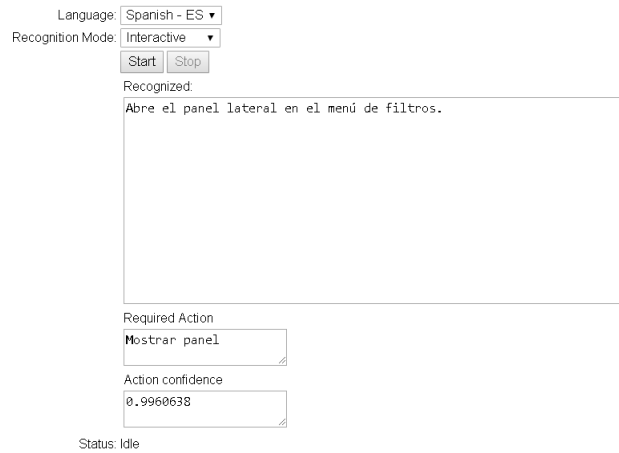 Language: Spanish - ES
Recognition Mode: Interactive
Start Stop
Recognized:
Abre el panel lateral en el menú de filtros.
Required Action
Mostrar panel
Action confidence
0.9960638
Status: Idle